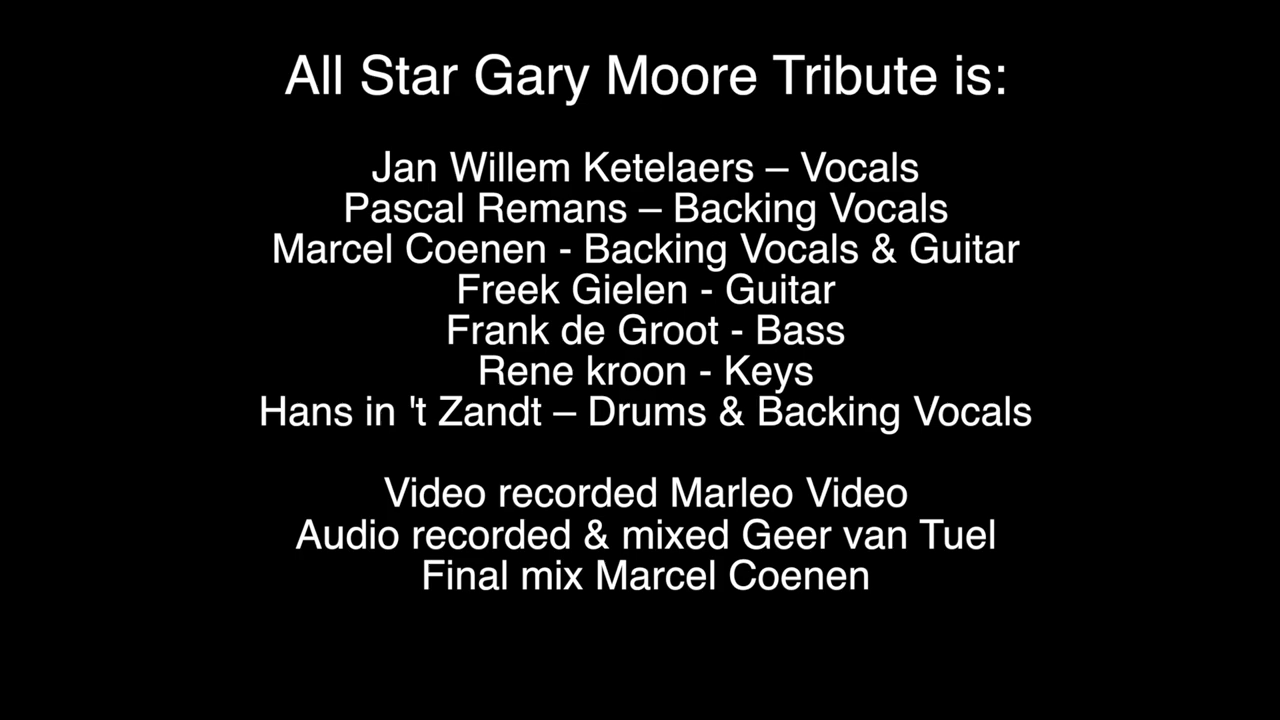 All Star Gary Moore Tribute is:
Jan Willem Ketelaers – Vocals
Pascal Remans – Backing Vocals
Marcel Coenen - Backing Vocals & Guitar
Freek Gielen - Guitar
Frank de Groot - Bass
Rene kroon - Keys
Hans in 't Zandt – Drums & Backing Vocals
Video recorded Marleo Video
Audio recorded & mixed Geer van Tuel
Final mix Marcel Coenen